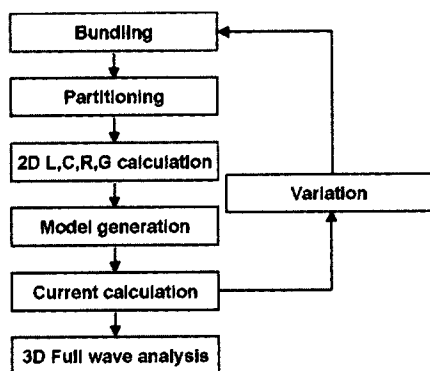 Bundling
Partitioning
2D L,C,R,G calculation
Variation
Model generation
Current calculation
3D Full wave analysis